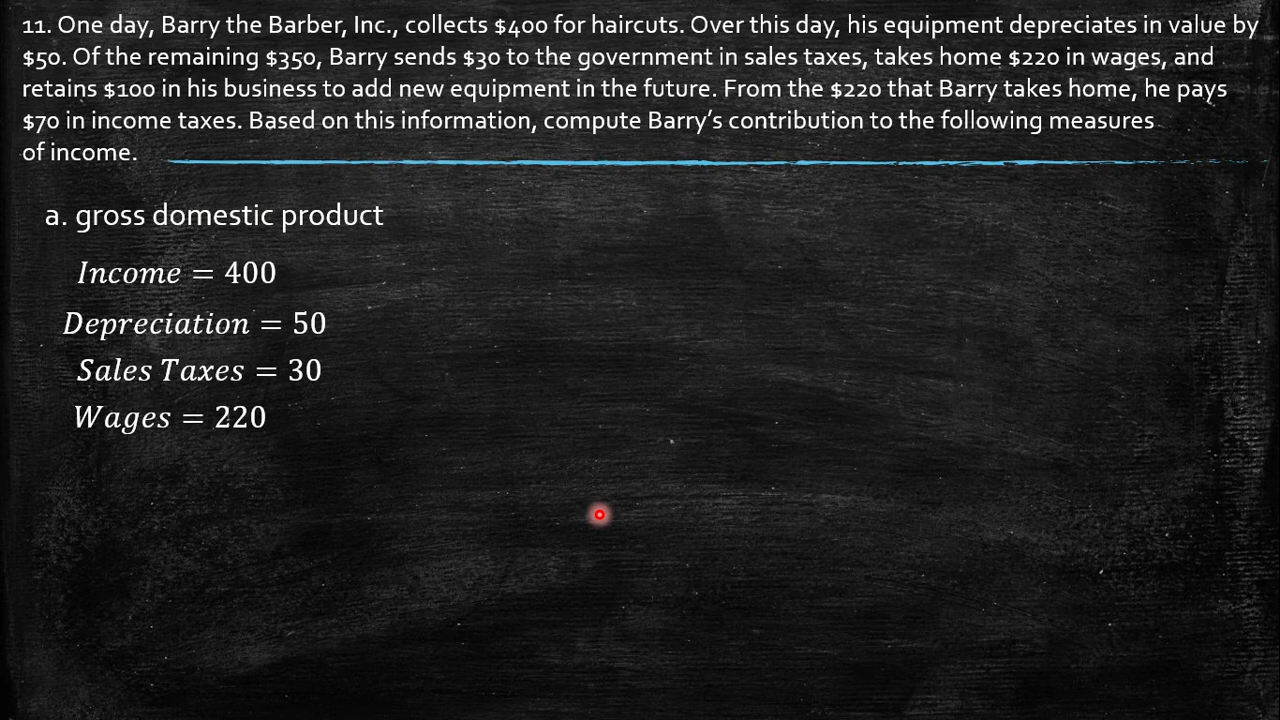 11. One day, Barry the Barber, Inc., collects $400 for haircuts. Over this day, his equipment depreciates in value by
$50. Of the remaining $350, Barry sends $30 to the government in sales taxes, takes home $220 in wages, and
retains $100 in his business to add new equipment in the future. From the $220 that Barry takes home, he pays
$70 in income taxes. Based on this information, compute Barry’s contribution to the following measures
of income.
a. gross domestic product
Income = 400
Depreciation = 50
Sales Taxes = 30
Wages = 220